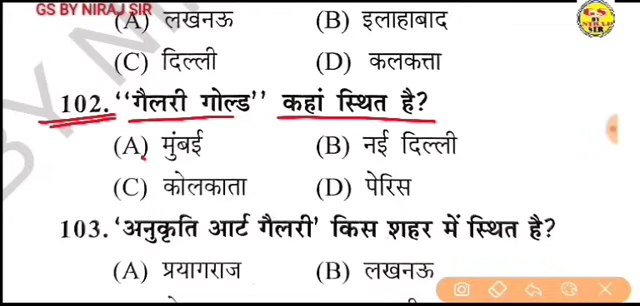 GS BY NIRAJ SIR
(A) लखनऊ (B) इलाहाबाद
(C) दिल्ली (D) कलकत्ता
102. ‘‘गैलरी गोल्ड’’ कहां स्थित है?
(A) मुंबई (B) नई दिल्ली
(C) कोलकाता (D) पेरिस
103. ‘अनुकृति आर्ट गैलरी’ किस शहर में स्थित है?
(A) प्रयागराज (B) लखनऊ